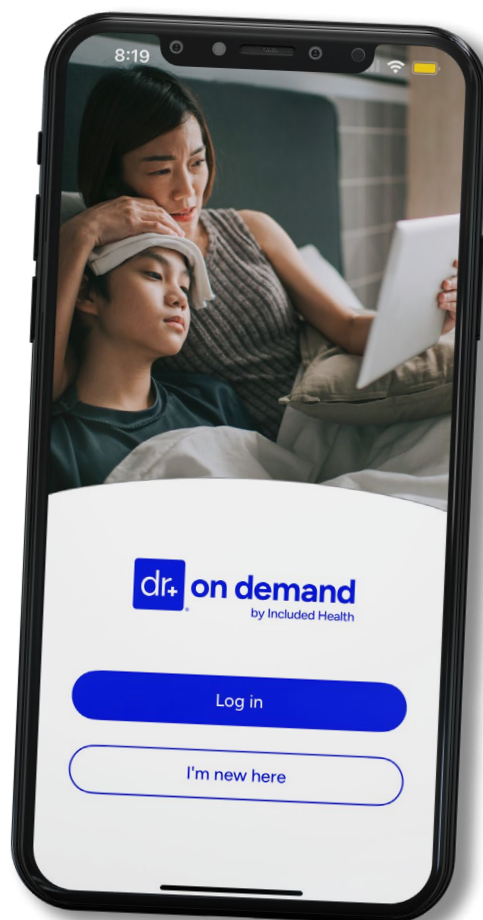 8:19
dr+ on demand
by Included Health
Log in
I'm new here